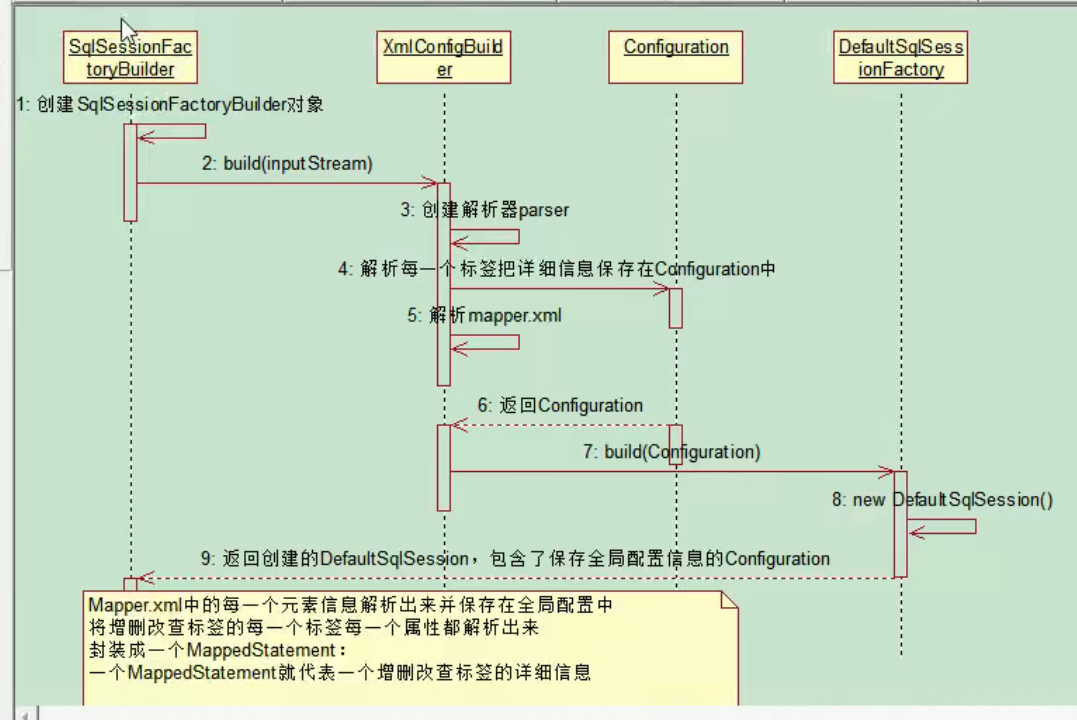 SqlSessionFac
toryBuilder
XmlConfigBuild
er
Configuration
DefaultSqlSess
ionFactory
1: 创建SqlSessionFactoryBuilder对象
2: build(inputStream)
3: 创建解析器parser
4: 解析每一个标签把详细信息保存在Configuration中
5: 解析mapper.xml
6: 返回Configuration
7: build(Configuration)
8: new DefaultSqlSession()
9: 返回创建的DefaultSqlSession，包含了保存全局配置信息的Configuration
Mapper.xml中的每一个元素信息解析出来并保存在全局配置中
将增删改查标签的每一个标签每一个属性都解析出来
封装成一个MappedStatement：
一个MappedStatement就代表一个增删改查标签的详细信息